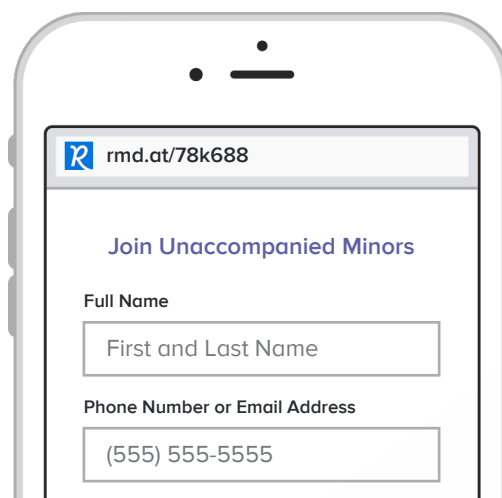 rmd.at/78k688
Join Unaccompanied Minors
Full Name
First and Last Name
Phone Number or Email Address
(555) 555-5555